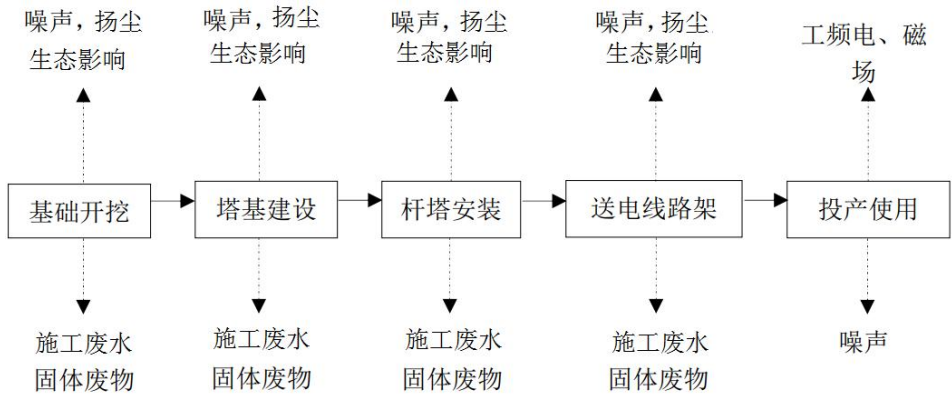 噪声，扬尘
生态影响
噪声，扬尘
生态影响
噪声，扬尘
生态影响
噪声，扬尘
生态影响
工频电、磁
场
基础开挖
塔基建设
杆塔安装
送电线路架
投产使用
施工废水
固体废物
施工废水
固体废物
施工废水
固体废物
施工废水
固体废物
噪声